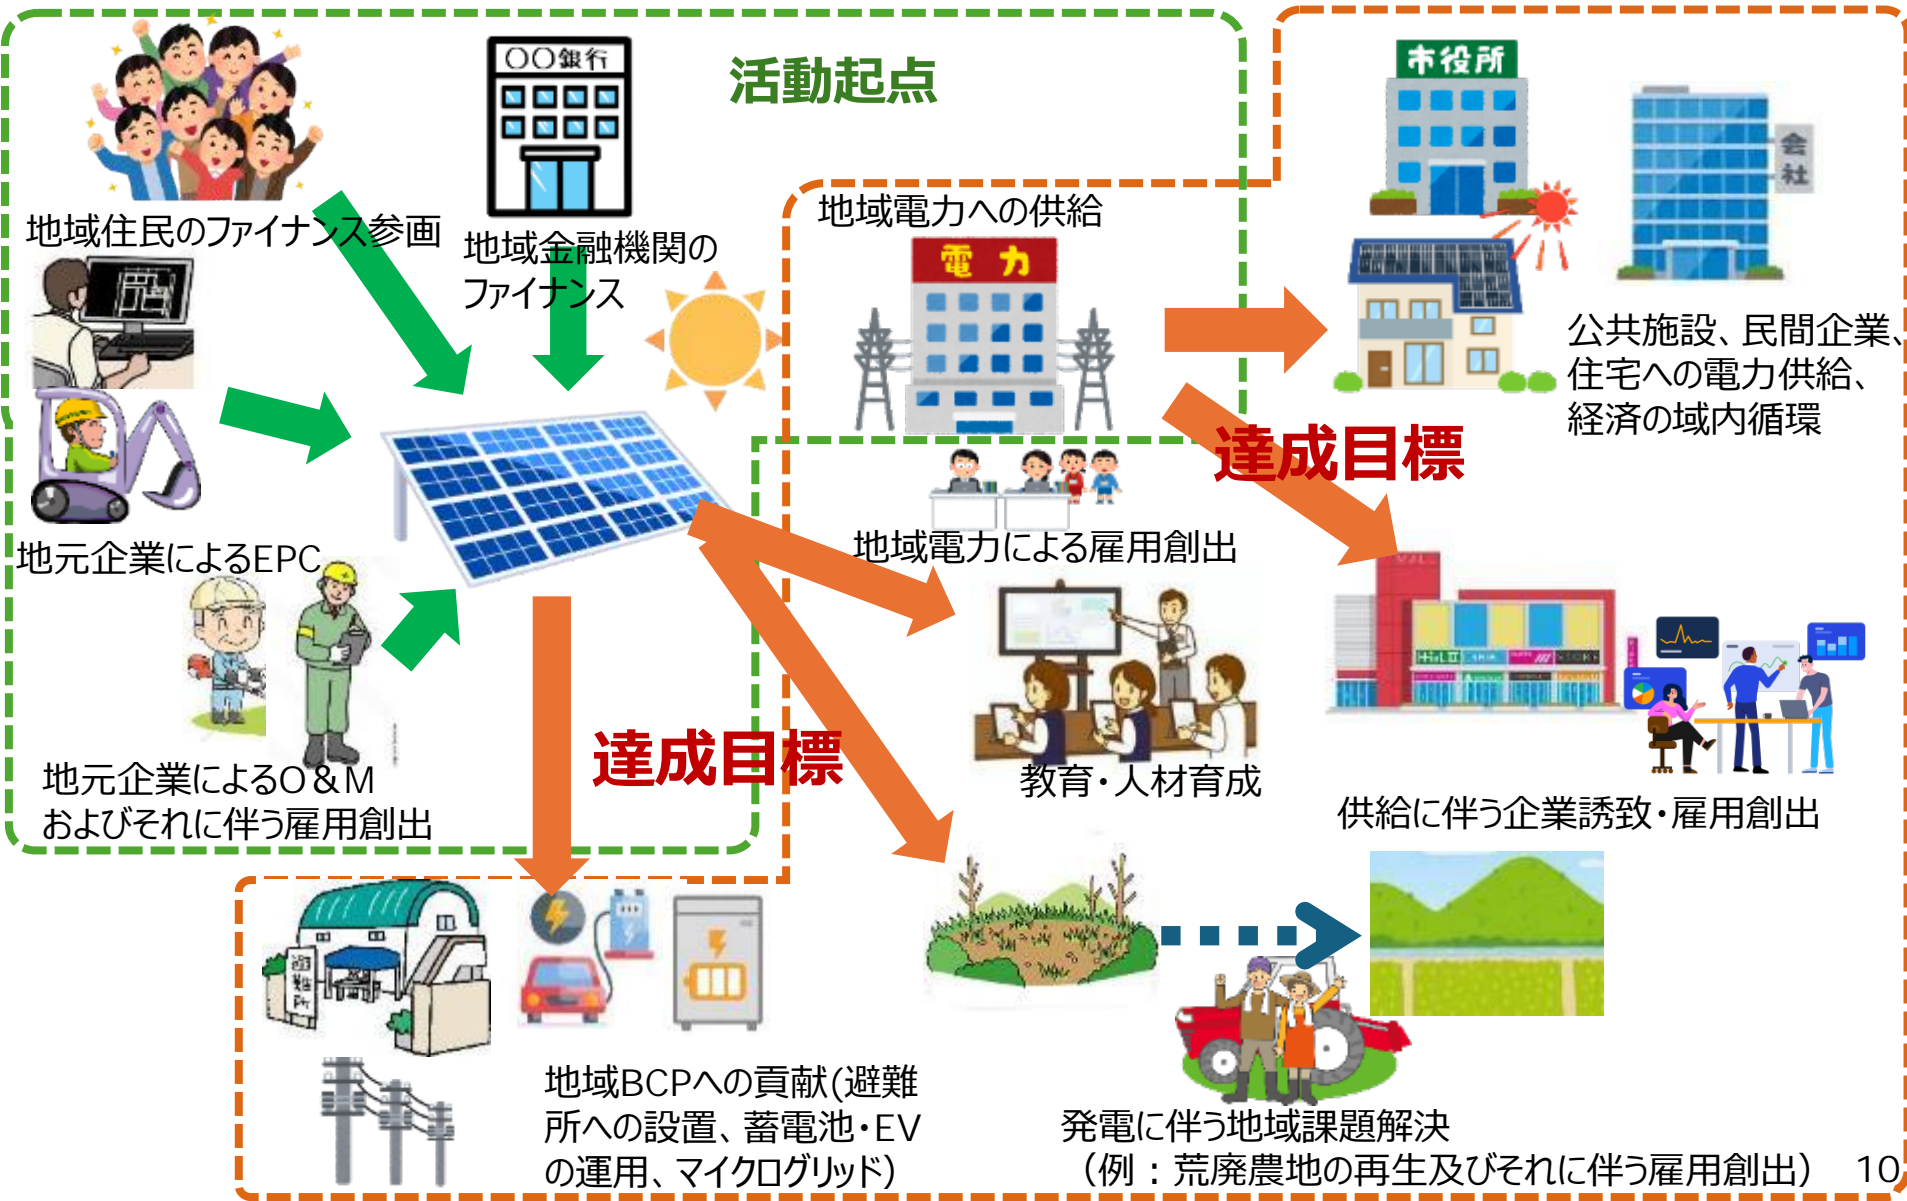 活動起点
〇〇銀行
地域住民のファイナンス参画
地域金融機関の
ファイナンス
地元企業によるEPC
地元企業によるO&M
およびそれに伴う雇用創出
地域電力への供給
電力
地域電力による雇用創出
市役所
会社
公共施設、民間企業、
住宅への電力供給、
経済の域内循環
達成目標
教育・人材育成
供給に伴う企業誘致・雇用創出
達成目標
避難所
地域BCPへの貢献(避難
所への設置、蓄電池・EV
の運用、マイクログリッド)
発電に伴う地域課題解決
（例：荒廃農地の再生及びそれに伴う雇用創出）
10